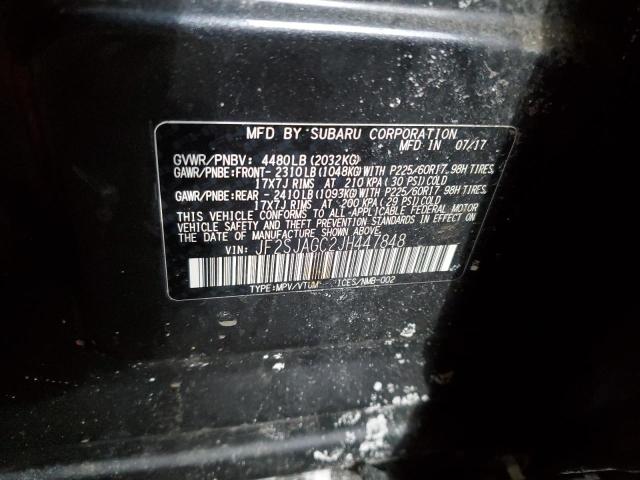 MFD BY SUBARU CORPORATION
MFD IN 07/17
GVWR/PNBV: 4480LB (2032KG)
GAWR/PNBE:FRONT- 2310LB (1048KG) WITH P225/60R17, 98H TIRES,
17X7J RIMS AT 210 KPA (30 PSI) COLD
GAWR/PNBE:REAR - 2410LB (1093KG) WITH P225/60R17, 98H TIRES,
17X7J RIMS AT 200 KPA (29 PSI) COLD
THIS VEHICLE CONFORMS TO ALL APPLICABLE FEDERAL MOTOR
VEHICLE SAFETY AND THEFT PREVENTION STANDARDS IN EFFECT ON
THE DATE OF MANUFACTURE SHOWN ABOVE.
VIN: JF2SJAGC2JH447848
TYPE:MPV/VTUM ICES/NMB-002